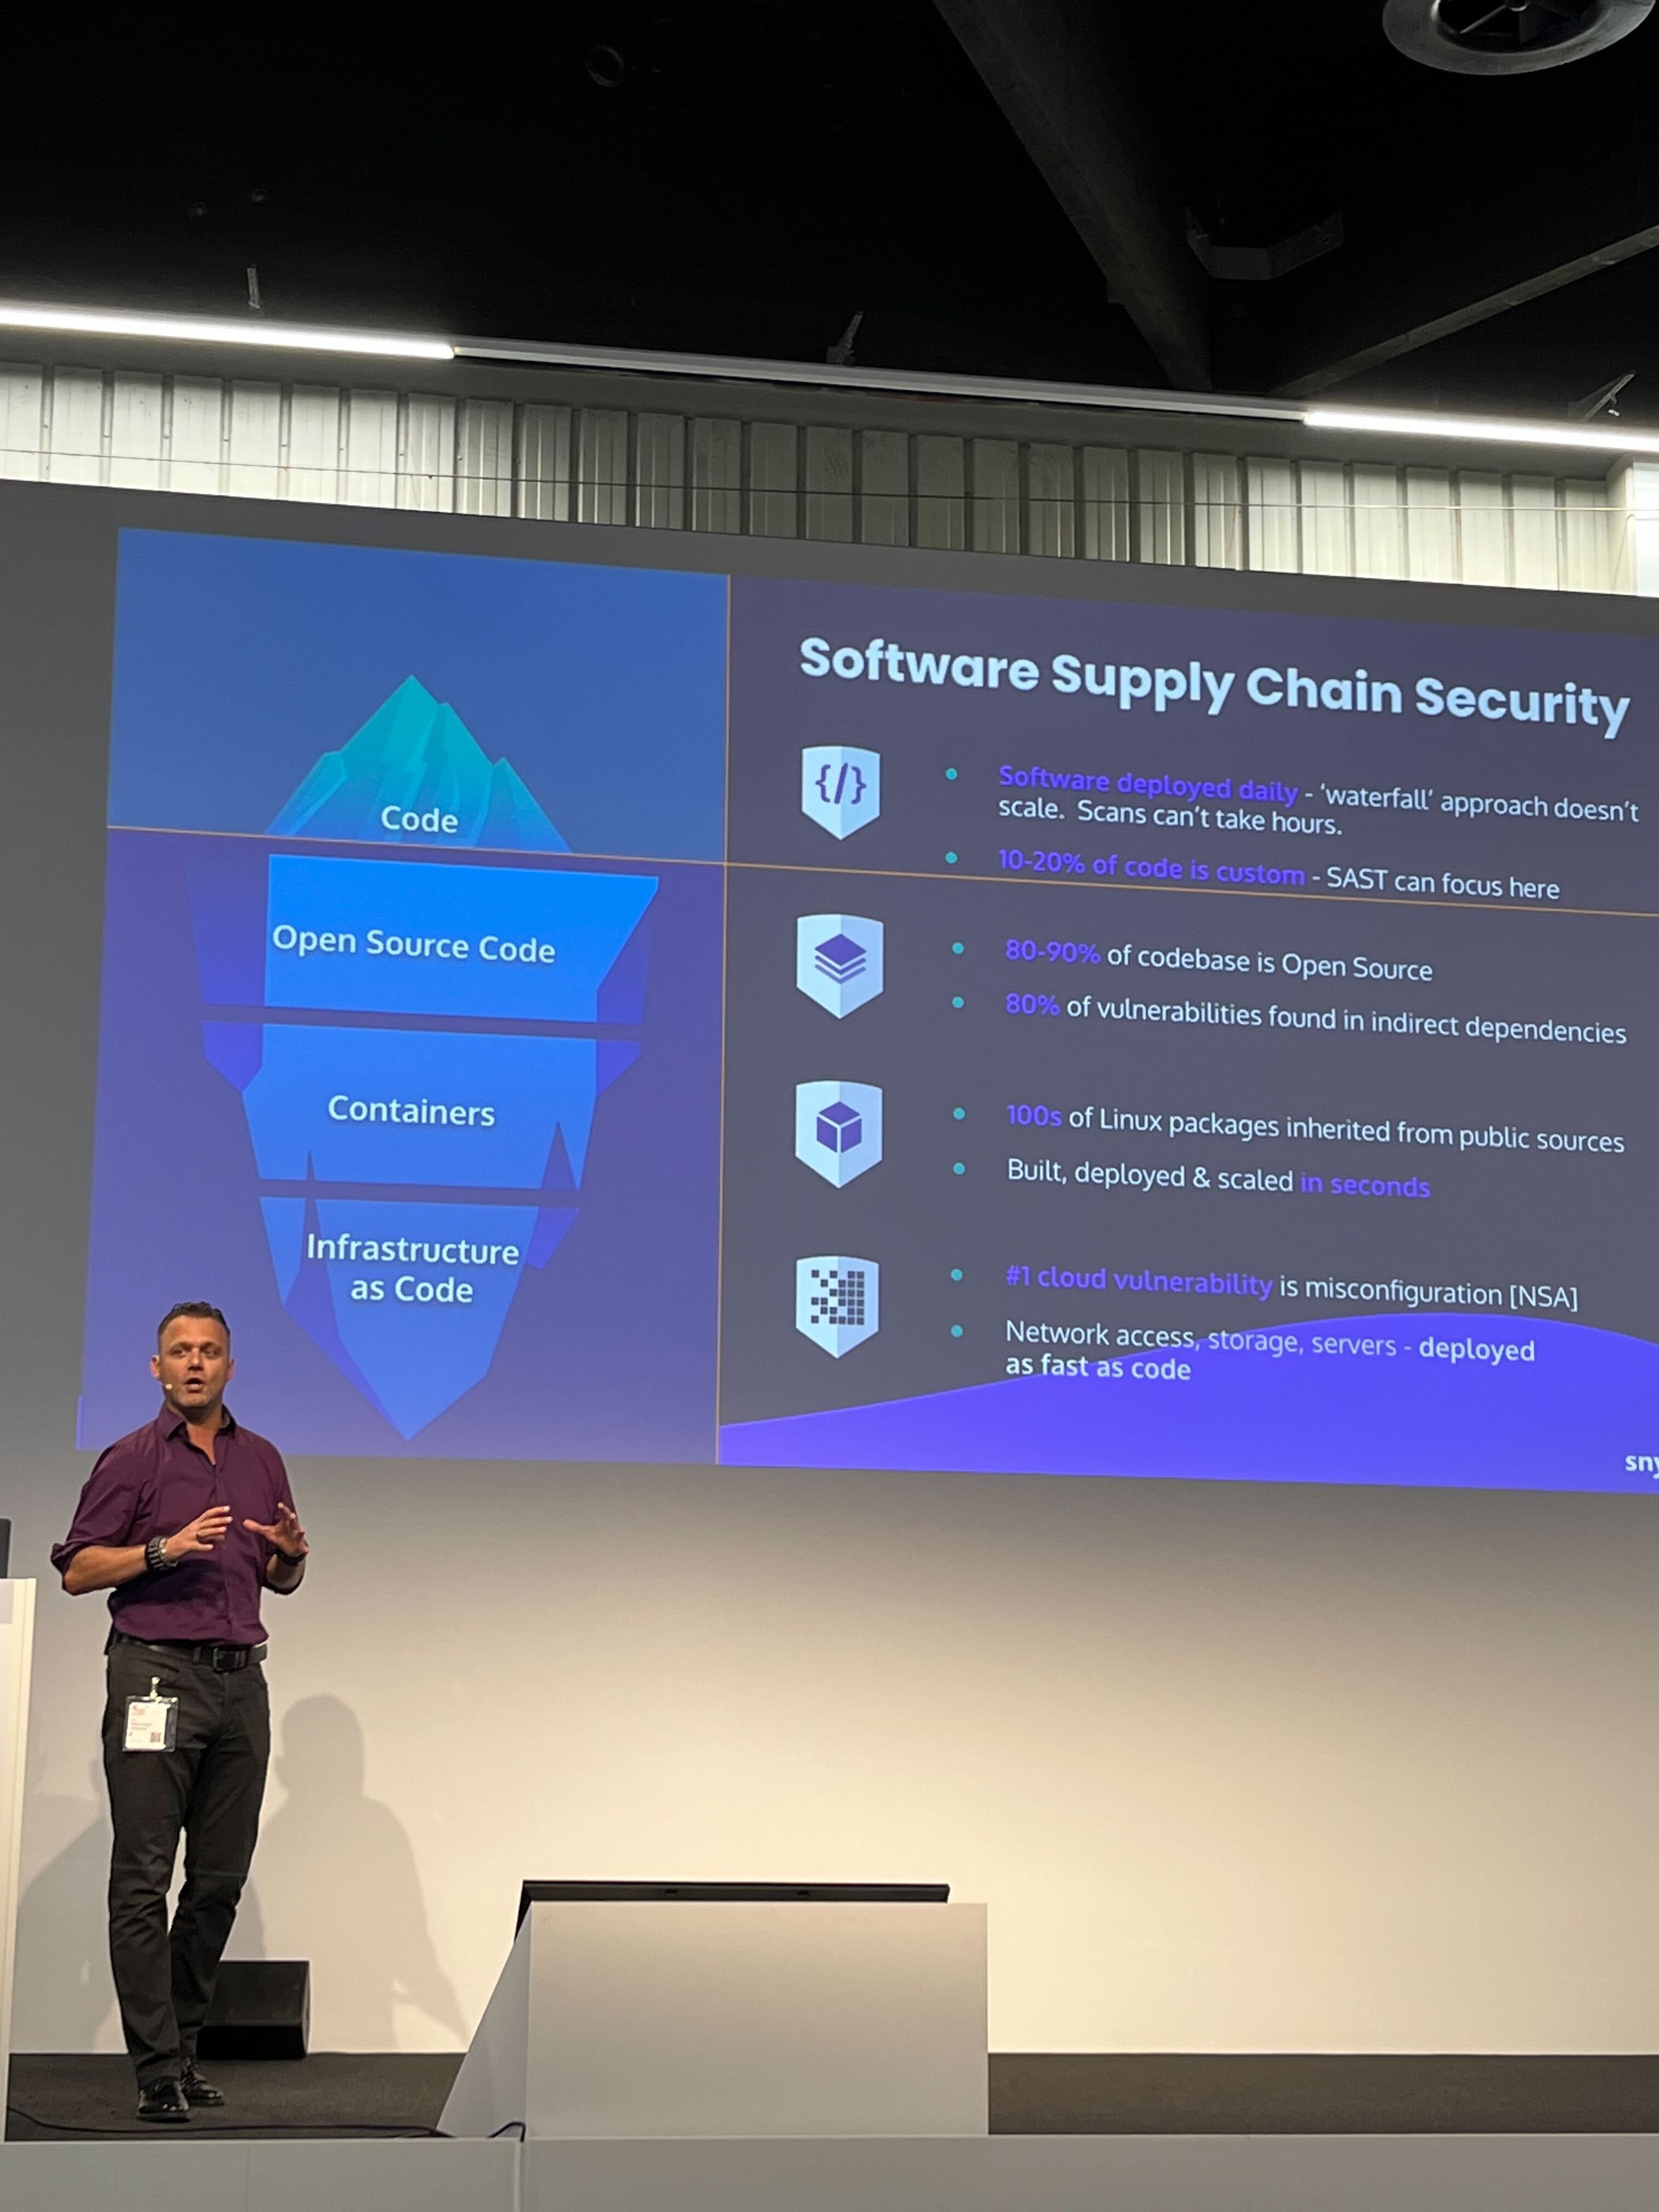 Software Supply Chain Security
Code
Open Source Code
Containers
Infrastructure
as Code
{/}
Software deployed daily - ‘waterfall’ approach doesn’t
scale.  Scans can’t take hours.
10-20% of code is custom - SAST can focus here
80-90% of codebase is Open Source
80% of vulnerabilities found in indirect dependencies
100s of Linux packages inherited from public sources
Built, deployed & scaled in seconds
#1 cloud vulnerability is misconfiguration [NSA]
Network access, storage, servers - deployed
as fast as code